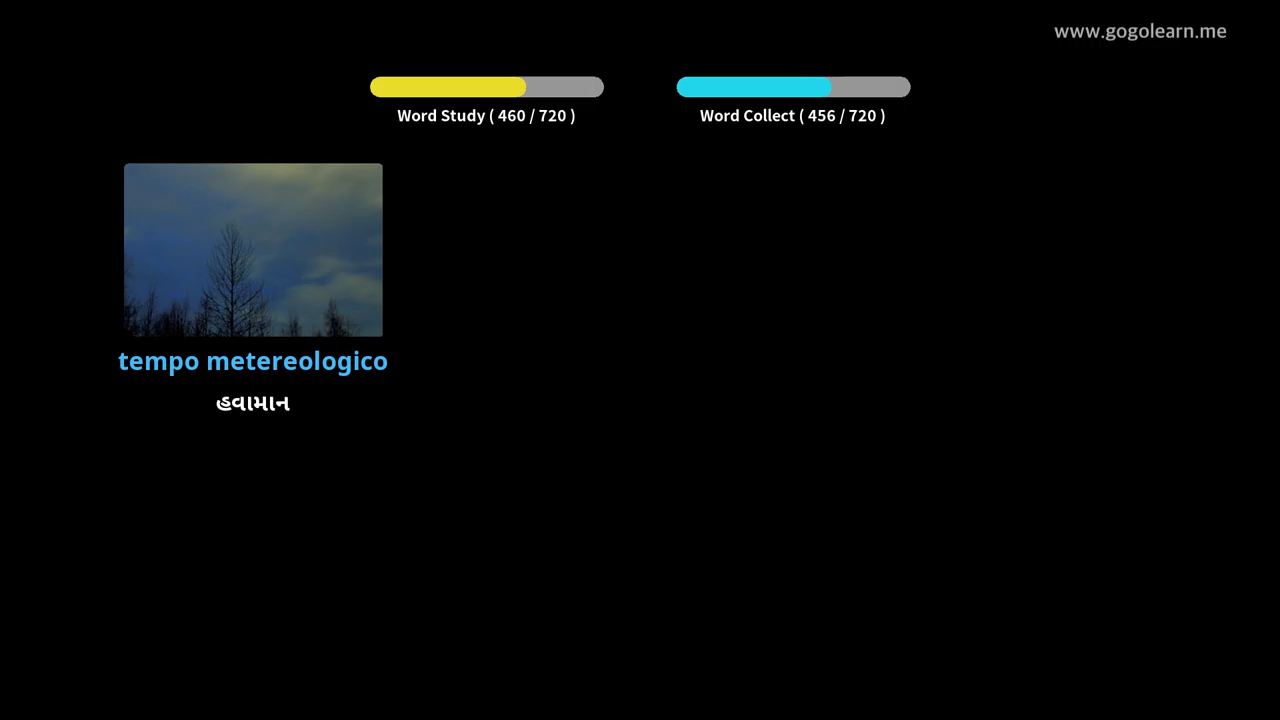 www.gogolearn.me
Word Study ( 460 / 720 )
Word Collect ( 456 / 720 )
tempo metereologico
હવામાન